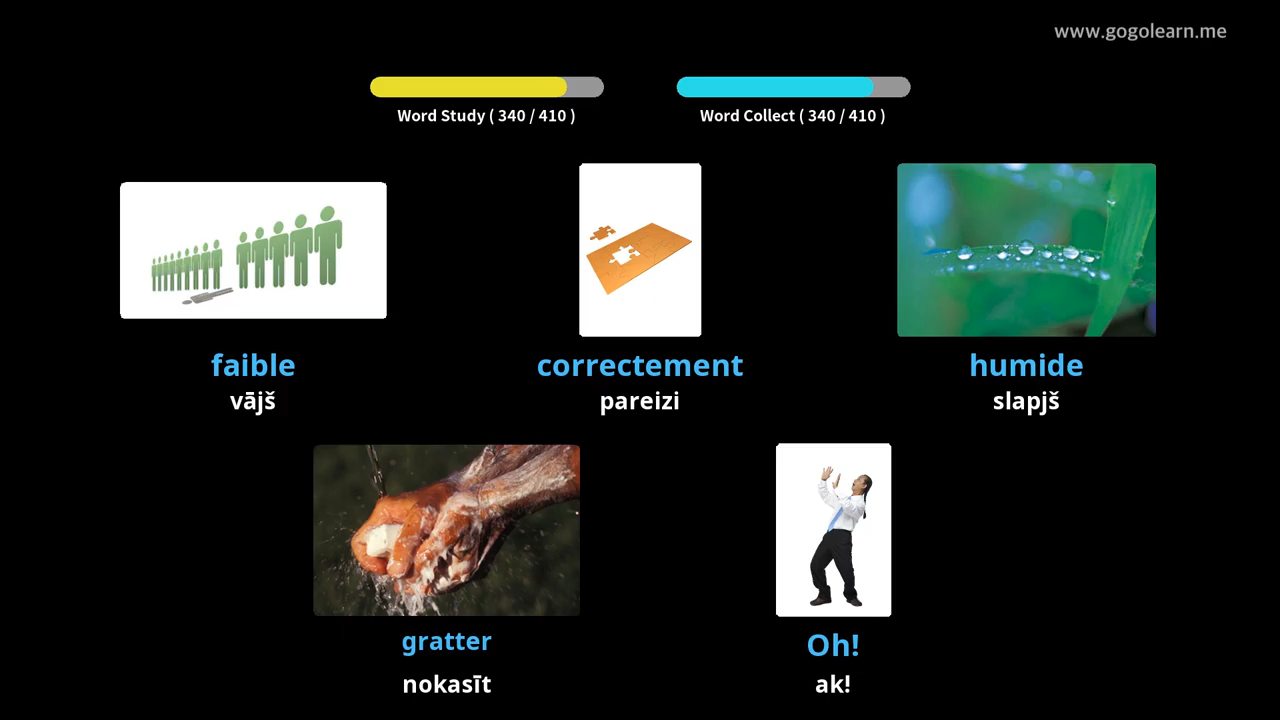 www.gogolearn.me
Word Study ( 340 / 410 )
Word Collect ( 340 / 410 )
faible
vājš
correctement
pareizi
humide
slapjš
gratter
nokasīt
Oh!
ak!